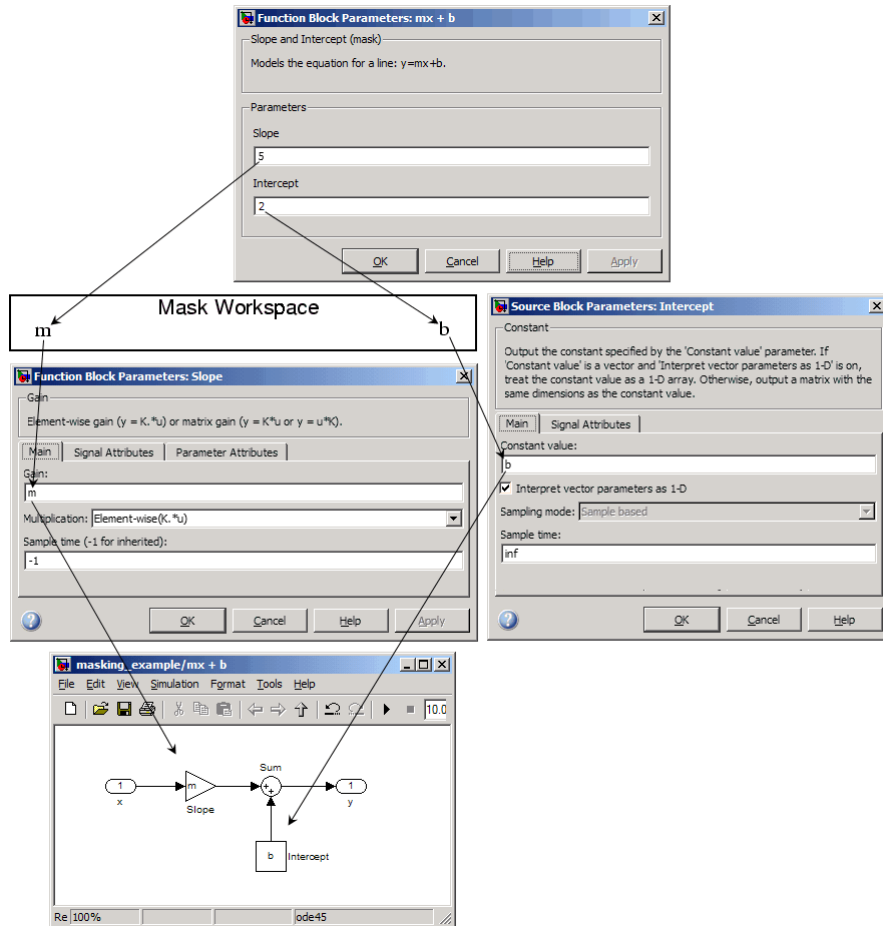 Function Block Parameters: mx + b
Slope and Intercept (mask)
Models the equation for a line: y=mx+b.
Parameters
Slope
5
Intercept
2
OK Cancel Help Apply
Mask Workspace
m b
Function Block Parameters: Slope
Gain
Element-wise gain (y = K.*u) or matrix gain (y = K*u or y = u*K).
Main Signal Attributes Parameter Attributes
Gain:
m
Multiplication: Element-wise(K.*u)
Sample time (-1 for inherited):
-1
OK Cancel Help Apply
Source Block Parameters: Intercept
Constant
Output the constant specified by the 'Constant value' parameter. If
'Constant value' is a vector and 'Interpret vector parameters as 1-D' is on,
treat the constant value as a 1-D array. Otherwise, output a matrix with the
same dimensions as the constant value.
Main Signal Attributes
Constant value:
b
Interpret vector parameters as 1-D
Sampling mode: Sample based
Sample time:
inf
OK Cancel Help
masking_example/mx + b
File Edit View Simulation Format Tools Help
10.0
Sum
1 m ++ 1
x Slope y
b Intercept
Re 100% ode45